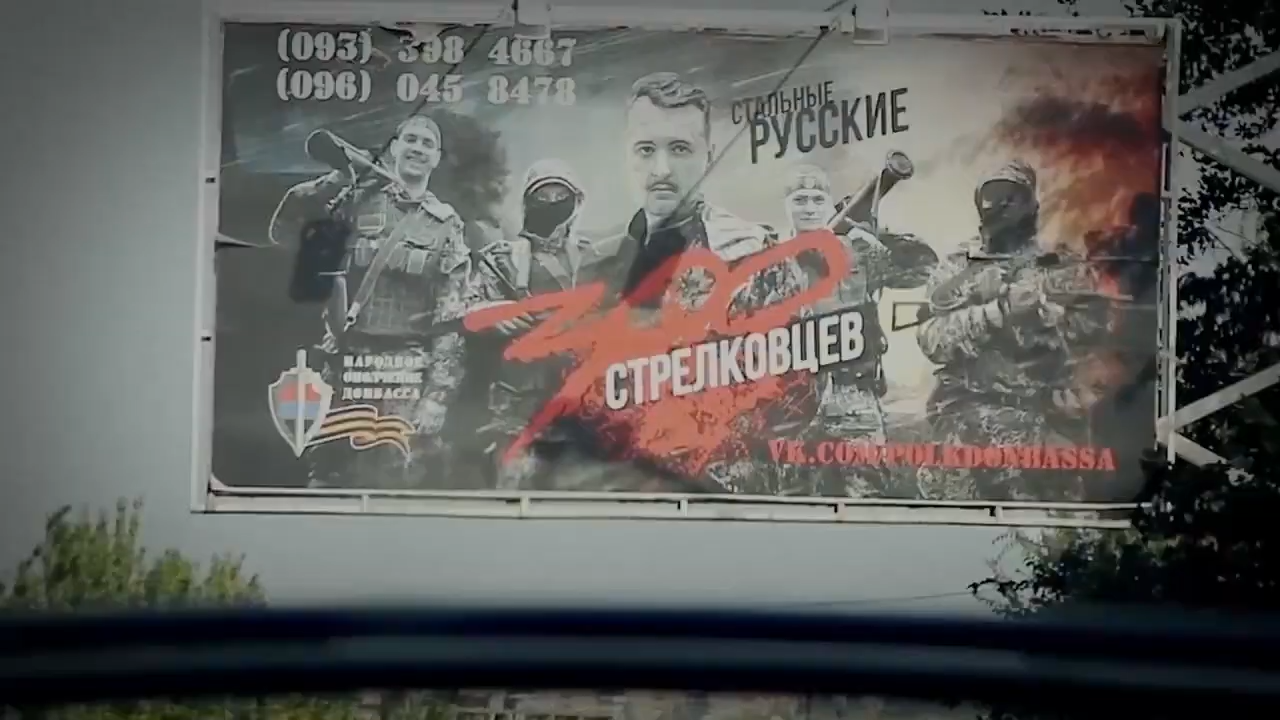 (093) 398 4667
(096) 045 8478
СТАЛЬНЫЕ
РУССКИЕ
300
СТРЕЛКОВЦЕВ
НАРОДНОЕ
ОПОЛЧЕНИЕ
ДОНБАССА
VK.COM/POLKDONBASSA